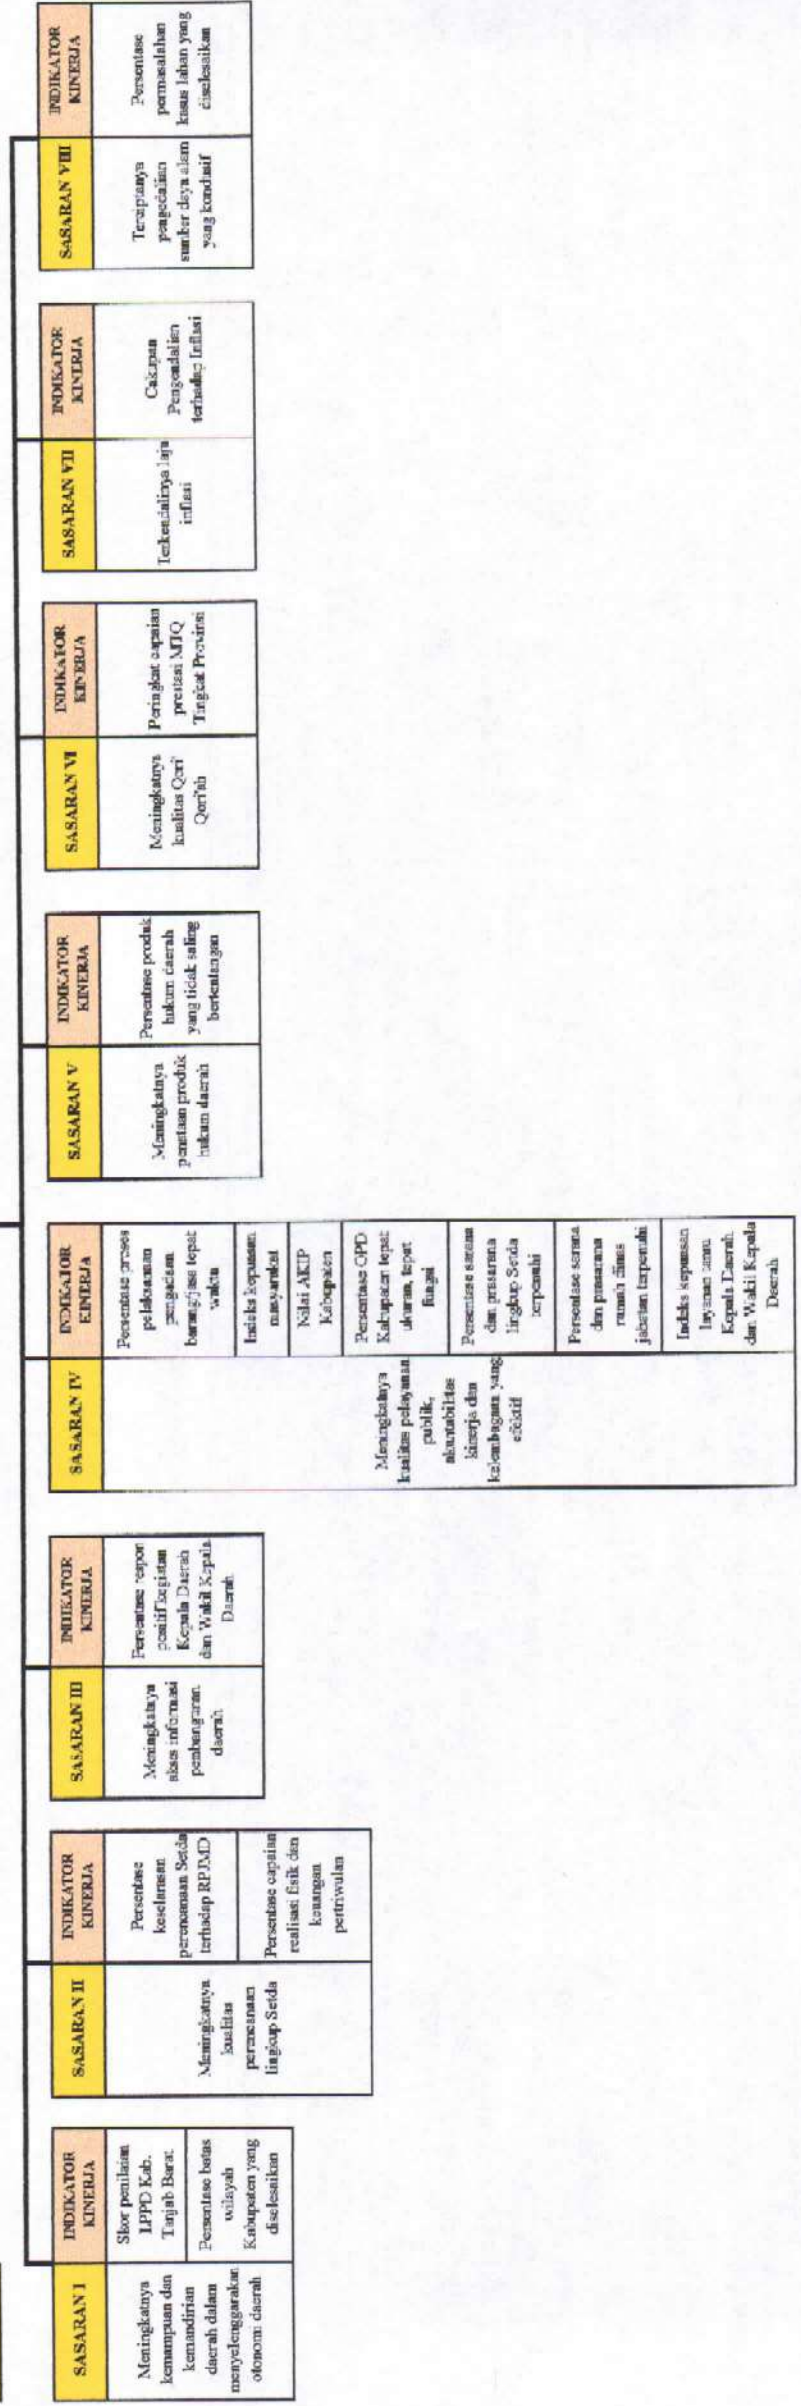 SASARAN I
INDIKATOR
KINERJA
Meningkatnya
kemampuan dan
kemandirian
daerah dalam
menyelenggarakan
otonomi daerah
Skor penilaian
LPPD Kab.
Tanjab Barat
Persentase batas
wilayah
Kabupaten yang
diselesaikan
SASARAN II
INDIKATOR
KINERJA
Meningkatnya
kualitas
perencanaan
lingkup Setda
Persentase
keselarasan
perencanaan Setda
terhadap RPJMD
Persentase capaian
realisasi fisik dan
keuangan
pertriwulan
SASARAN III
INDIKATOR
KINERJA
Meningkatnya
akses informasi
pembangunan
daerah
Persentase respon
positif kegiatan
Kepala Daerah
dan Wakil Kepala
Daerah
SASARAN IV
INDIKATOR
KINERJA
Meningkatnya
kualitas pelayanan
publik,
akuntabilitas
kinerja dan
kelembagaan yang
efektif
Persentase proses
pelaksanaan
pengadaan
barang/jasa tepat
waktu
Indeks kepuasan
masyarakat
Nilai AKIP
Kabupaten
Persentase OPD
Kabupaten tepat
ukuran, tepat
fungsi
Persentase sarana
dan prasarana
lingkup Setda
terpenuhi
Persentase sarana
dan prasarana
rumah dinas
jabatan terpenuhi
Indeks kepuasan
layanan tamu
Kepala Daerah
dan Wakil Kepala
Daerah
SASARAN V
INDIKATOR
KINERJA
Meningkatnya
penataan produk
hukum daerah
Persentase produk
hukum daerah
yang tidak saling
bertentangan
SASARAN VI
INDIKATOR
KINERJA
Meningkatnya
kualitas Qori'
Qori'ah
Peringkat capaian
prestasi MTQ
Tingkat Provinsi
SASARAN VII
INDIKATOR
KINERJA
Terkendalinya laju
inflasi
Cakupan
Pengendalian
terhadap Inflasi
SASARAN VIII
INDIKATOR
KINERJA
Terciptanya
pengedalian
sumber daya alam
yang kondusif
Persentase
permasalahan
kasus lahan yang
diselesaikan